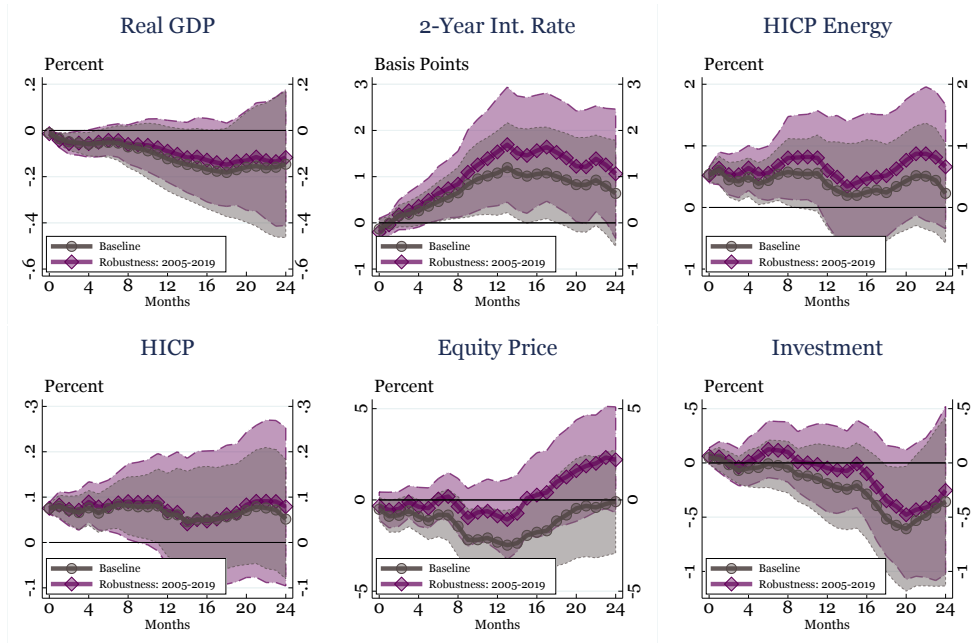 Real GDP
2-Year Int. Rate
HICP Energy
Percent
Basis Points
Percent
.2
0
-.2
-.4
-.6
.2
0
-.2
-.4
-.6
3
2
1
0
-1
3
2
1
0
-1
2
1
0
-1
2
1
0
-1
Baseline
Robustness: 2005-2019
Baseline
Robustness: 2005-2019
Baseline
Robustness: 2005-2019
0 4 8 12 16 20 24
0 4 8 12 16 20 24
0 4 8 12 16 20 24
Months
Months
Months
HICP
Equity Price
Investment
Percent
Percent
Percent
.3
.2
.1
0
-.1
.3
.2
.1
0
-.1
5
0
-5
5
0
-5
.5
0
-.5
-1
.5
0
-.5
-1
Baseline
Robustness: 2005-2019
Baseline
Robustness: 2005-2019
Baseline
Robustness: 2005-2019
0 4 8 12 16 20 24
0 4 8 12 16 20 24
0 4 8 12 16 20 24
Months
Months
Months